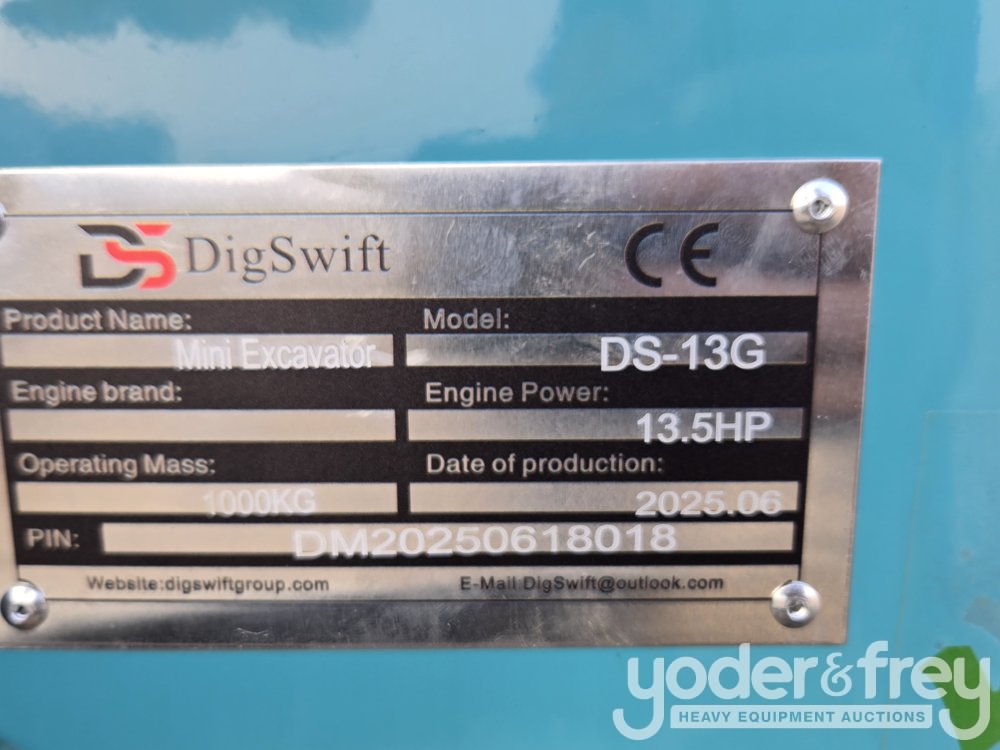 DS DigSwift CE
Product Name: Model:
Mini Excavator DS-13G
Engine brand: Engine Power:
13.5HP
Operating Mass: Date of production:
1000KG 2025.06
PIN: DM20250618018
Website:digswiftgroup.com E-Mail:DigSwift@outlook.com
yoder&frey
HEAVY EQUIPMENT AUCTIONS